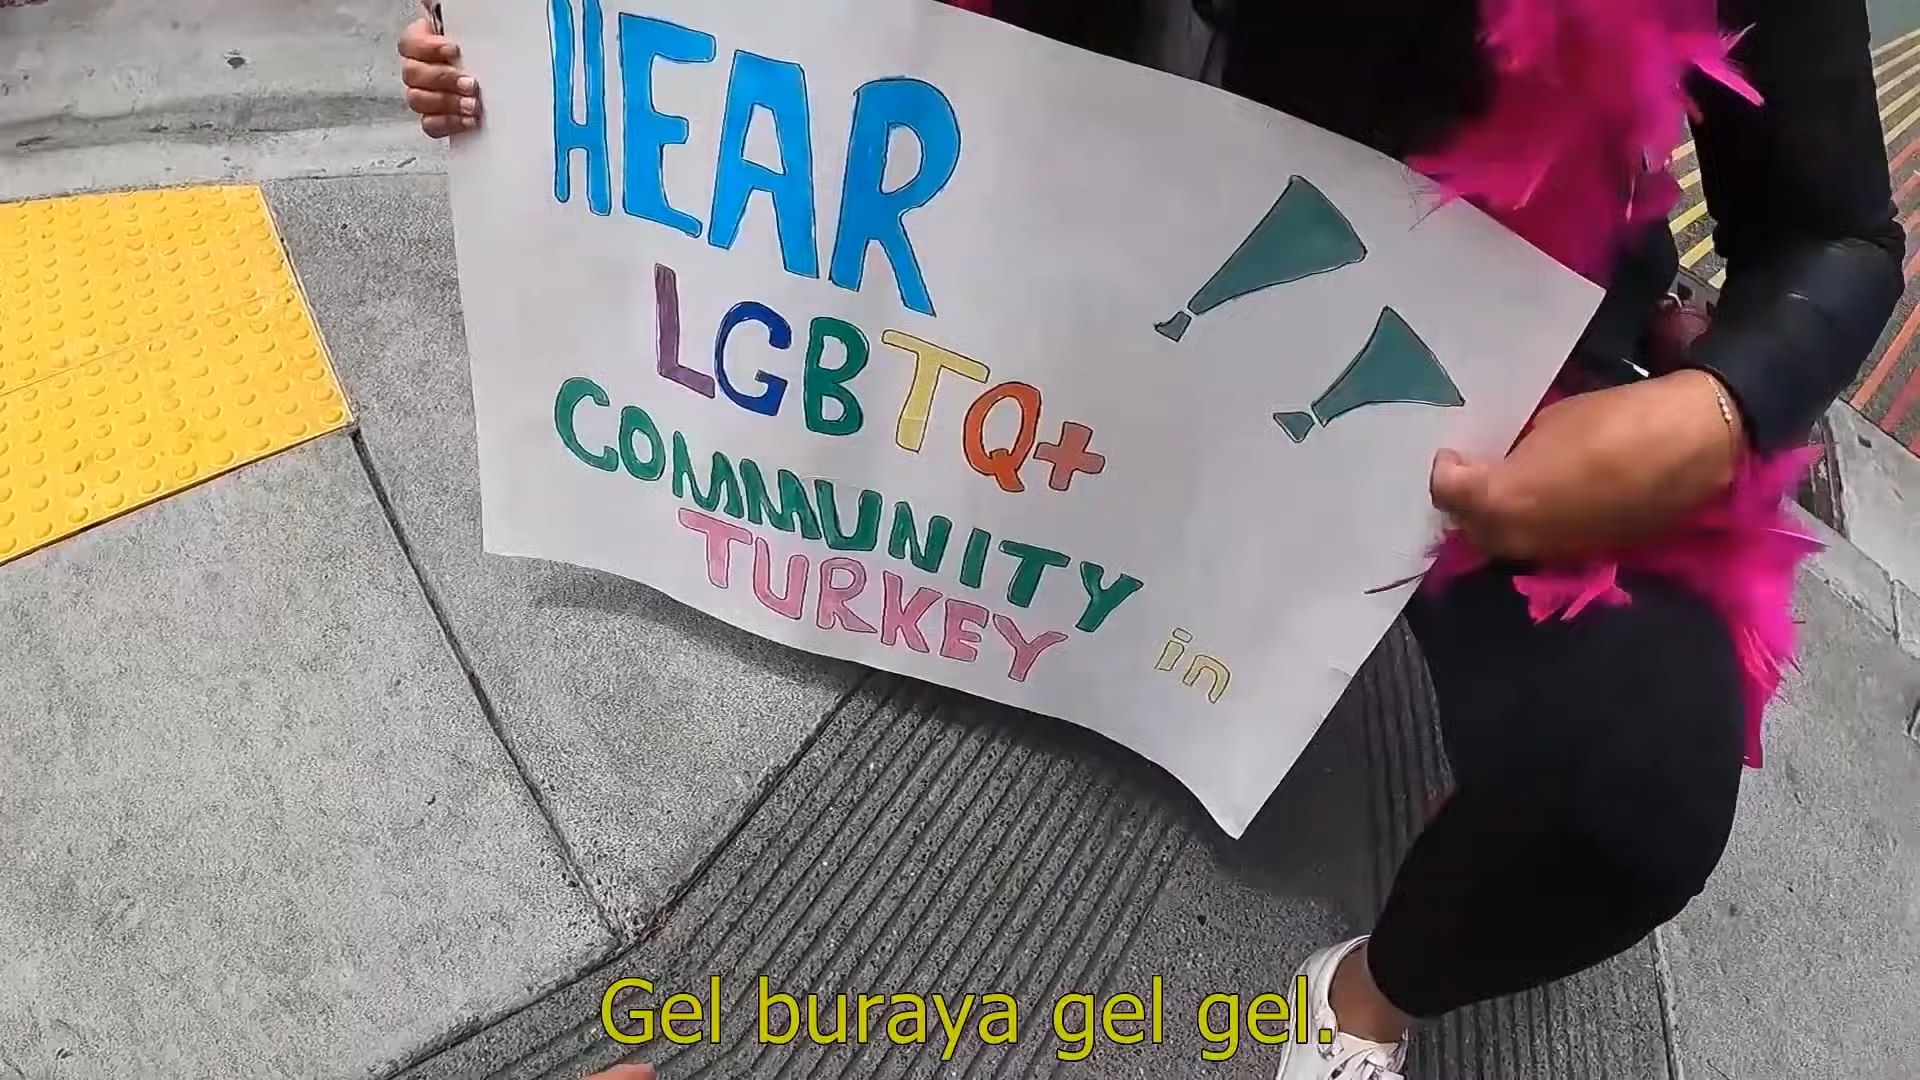 HEAR
LGBTQ+
COMMUNITY
TURKEY in
Gel buraya gel gel.